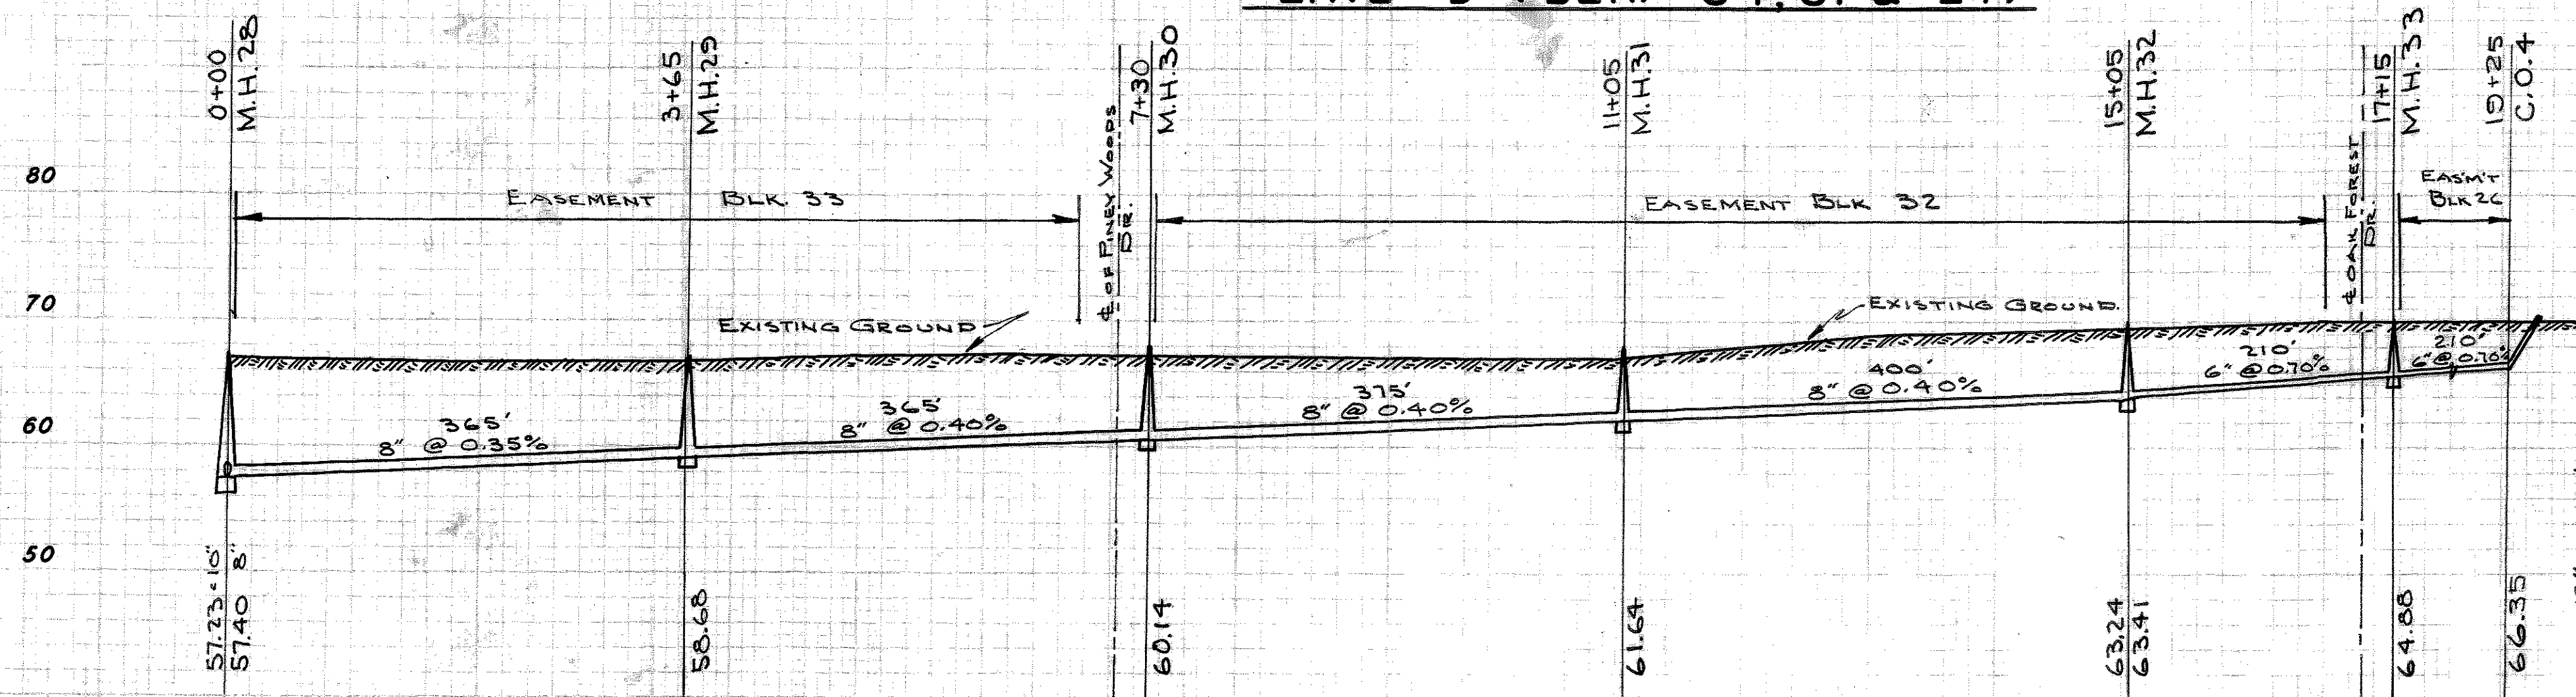 0+00
M.H.28
3+65
M.H.29
7+30
M.H.30
11+05
M.H.31
15+05
M.H.32
17+15
M.H.33
19+25
C.O.4
80
70
60
50
EASEMENT BLK. 33
℄ OF PINEY WOODS
DR.
EASEMENT BLK 32
℄ OAK FOREST
DR.
EASM'T
BLK 26
EXISTING GROUND
EXISTING GROUND.
365'
8" @ 0.35%
365'
8" @ 0.40%
375'
8" @ 0.40%
400'
8" @ 0.40%
210'
6" @ 0.70%
210'
6" @ 0.70%
57.23 = 10"
57.40 8"
58.68
60.14
61.64
63.24
63.41
64.88
66.35